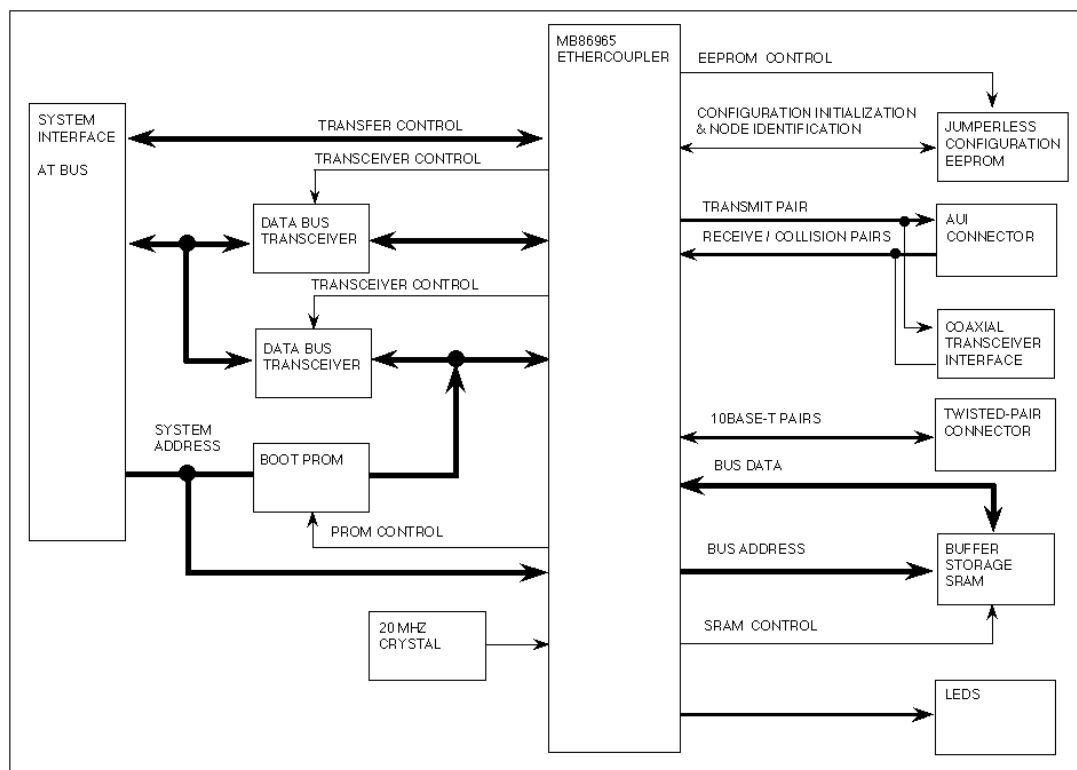 MB86965
ETHERCOUPLER
SYSTEM
INTERFACE
AT BUS
TRANSFER CONTROL
TRANSCEIVER CONTROL
DATA BUS
TRANSCEIVER
TRANSCEIVER CONTROL
DATA BUS
TRANSCEIVER
SYSTEM
ADDRESS
BOOT PROM
PROM CONTROL
20 MHZ
CRYSTAL
EEPROM CONTROL
CONFIGURATION INITIALIZATION
& NODE IDENTIFICATION
JUMPERLESS
CONFIGURATION
EEPROM
TRANSMIT PAIR
RECEIVE / COLLISION PAIRS
AUI
CONNECTOR
COAXIAL
TRANSCEIVER
INTERFACE
10BASE-T PAIRS
TWISTED-PAIR
CONNECTOR
BUS DATA
BUS ADDRESS
BUFFER
STORAGE
SRAM
SRAM CONTROL
LEDS